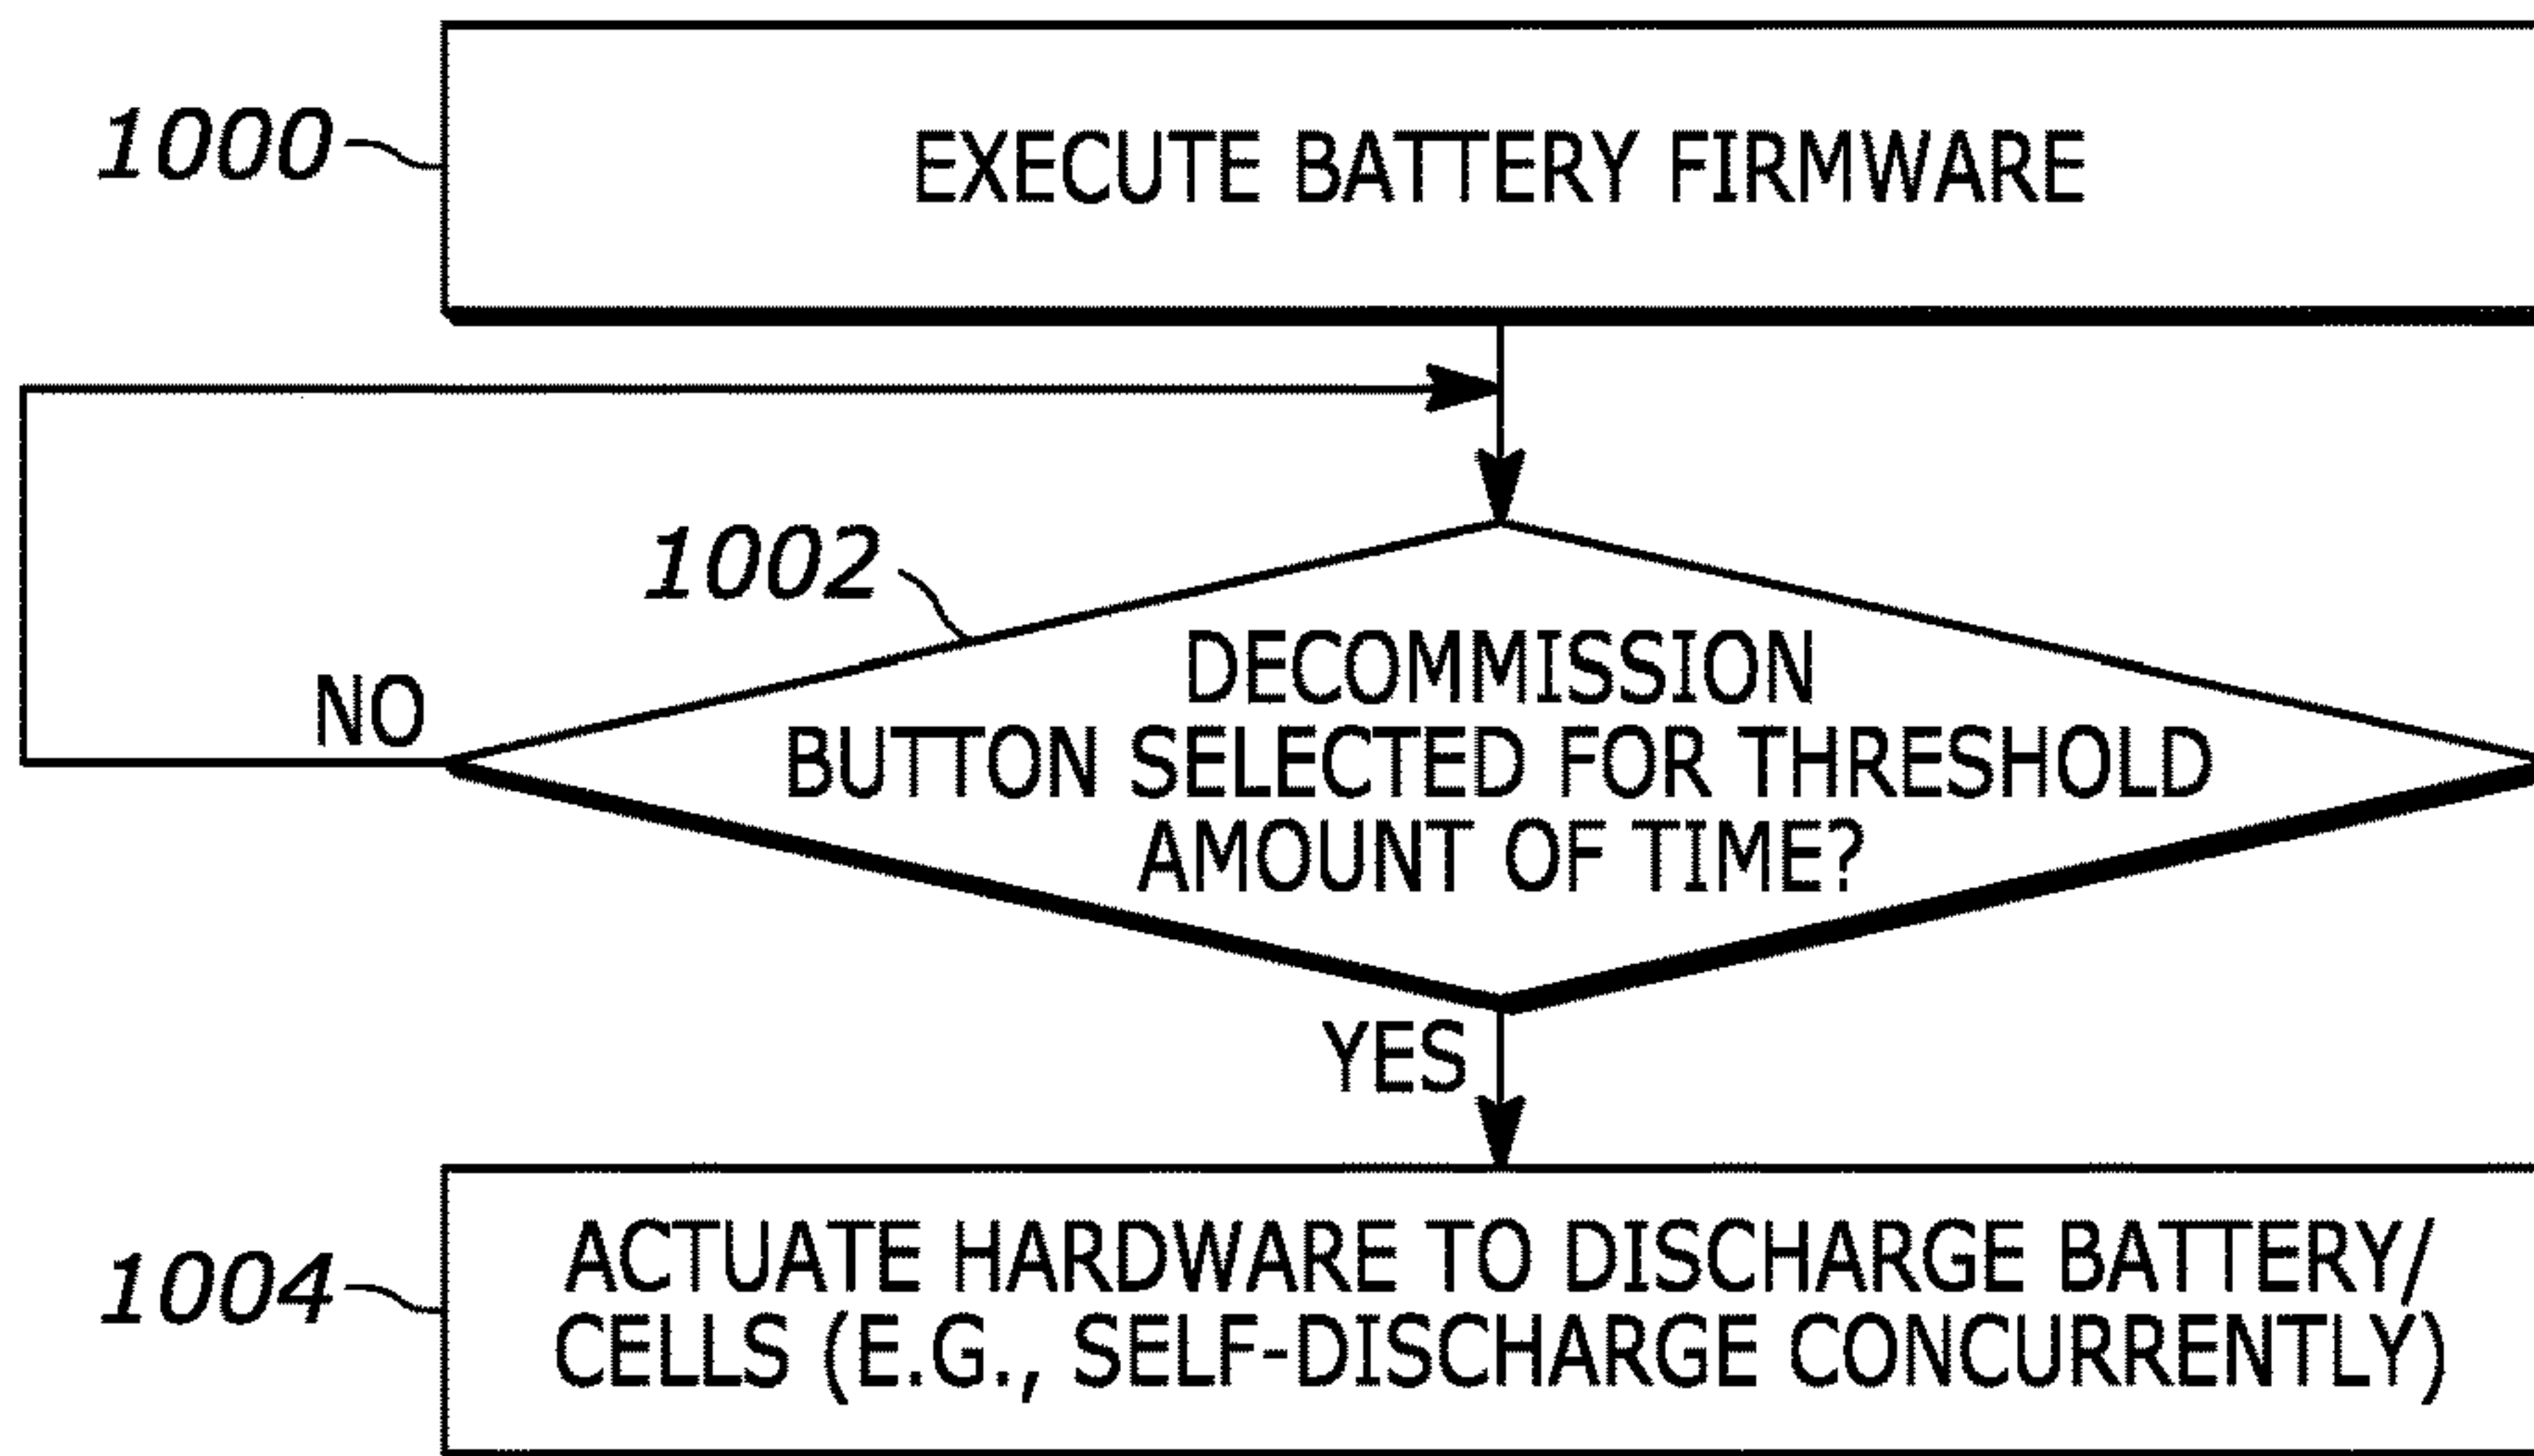 1000
EXECUTE BATTERY FIRMWARE
1002
NO
DECOMMISSION
BUTTON SELECTED FOR THRESHOLD
AMOUNT OF TIME?
YES
1004
ACTUATE HARDWARE TO DISCHARGE BATTERY/
CELLS (E.G., SELF-DISCHARGE CONCURRENTLY)